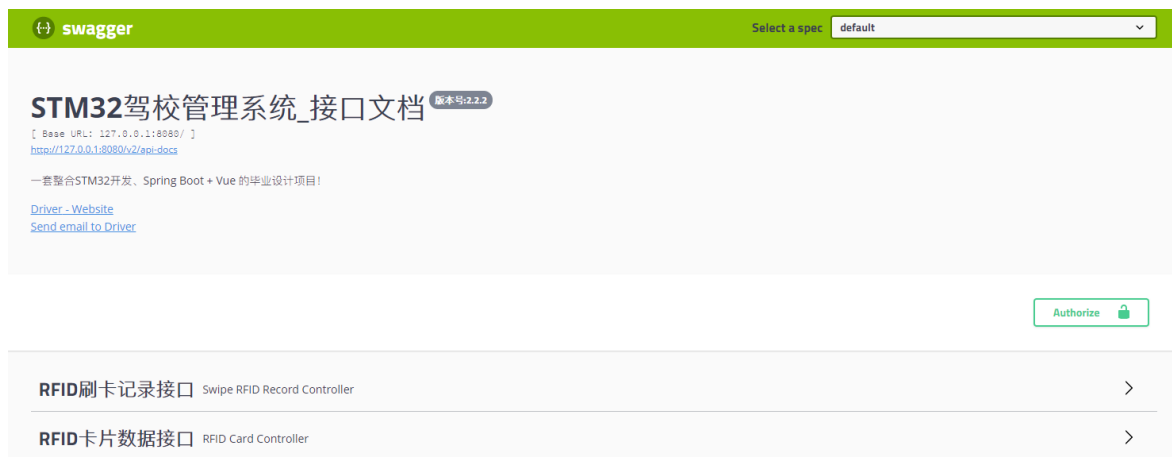 swagger
Select a spec default
STM32驾校管理系统_接口文档 版本号:2.2.2
[ Base URL: 127.0.0.1:8080/ ]
http://127.0.0.1:8080/v2/api-docs
一套整合STM32开发、Spring Boot + Vue 的毕业设计项目!
Driver - Website
Send email to Driver
Authorize
RFID刷卡记录接口 Swipe RFID Record Controller
RFID卡片数据接口 RFID Card Controller